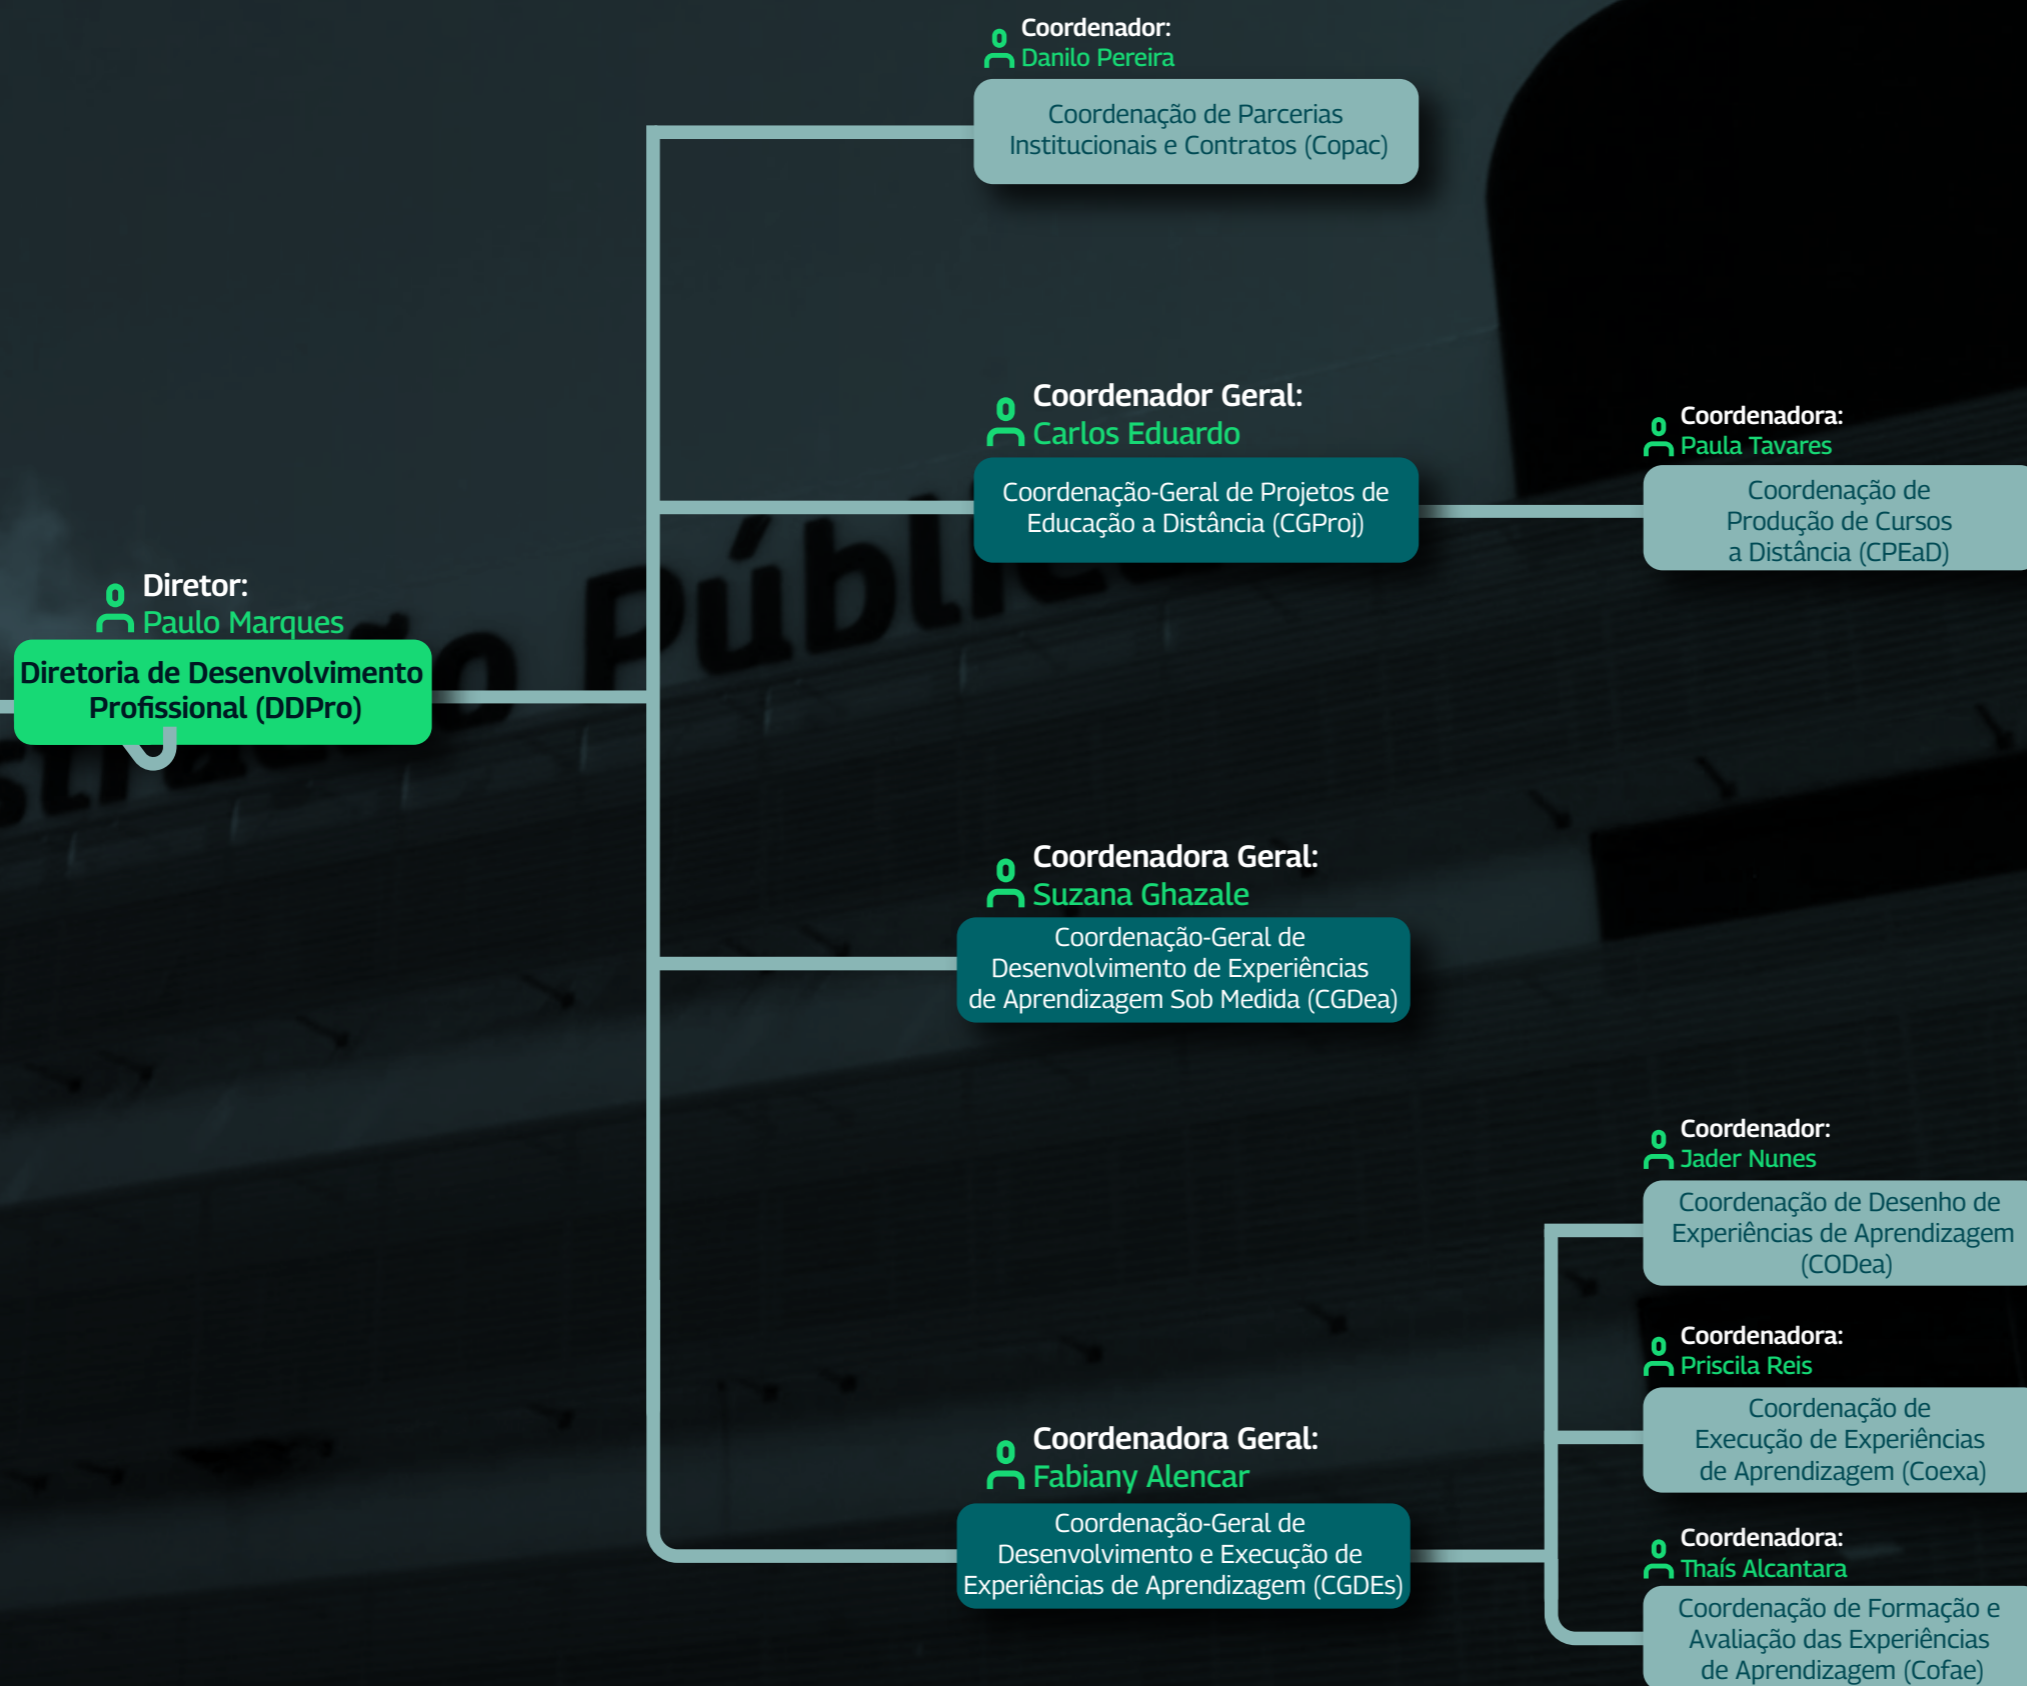 Coordenador:
Danilo Pereira
Coordenação de Parcerias
Institucionais e Contratos (Copac)
Coordenador Geral:
Carlos Eduardo
Coordenação-Geral de Projetos de
Educação a Distância (CGProj)
Coordenadora:
Paula Tavares
Coordenação de
Produção de Cursos
a Distância (CPEaD)
Diretor:
Paulo Marques
Diretoria de Desenvolvimento
Profissional (DDPro)
Coordenadora Geral:
Suzana Ghazale
Coordenação-Geral de
Desenvolvimento de Experiências
de Aprendizagem Sob Medida (CGDea)
Coordenadora Geral:
Fabiany Alencar
Coordenação-Geral de
Desenvolvimento e Execução de
Experiências de Aprendizagem (CGDEs)
Coordenador:
Jader Nunes
Coordenação de Desenho de
Experiências de Aprendizagem
(CODea)
Coordenadora:
Priscila Reis
Coordenação de
Execução de Experiências
de Aprendizagem (Coexa)
Coordenadora:
Thaís Alcantara
Coordenação de Formação e
Avaliação das Experiências
de Aprendizagem (Cofae)